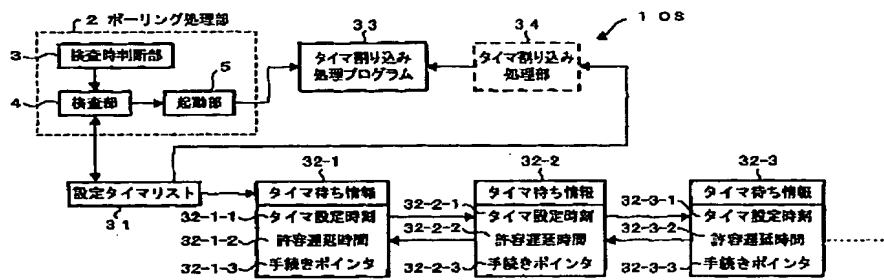 2 ポーリング処理部
3
検査時判断部
4
検査部
5
起動部
33
タイマ割り込み
処理プログラム
34
タイマ割り込み
処理部
1 OS
設定タイマリスト
31
32-1
タイマ待ち情報
32-1-1
タイマ設定時刻
32-1-2
許容遅延時間
32-1-3
手続きポインタ
32-2
タイマ待ち情報
32-2-1
タイマ設定時刻
32-2-2
許容遅延時間
32-2-3
手続きポインタ
32-3
タイマ待ち情報
32-3-1
タイマ設定時刻
32-3-2
許容遅延時間
32-3-3
手続きポインタ